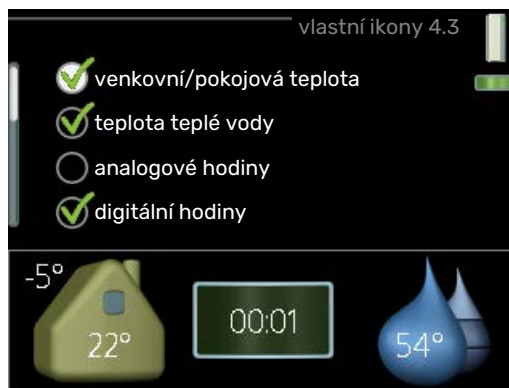 vlastní ikony 4.3
venkovní/pokojová teplota
teplota teplé vody
analogové hodiny
digitální hodiny
-5°
22°
00:01
54°